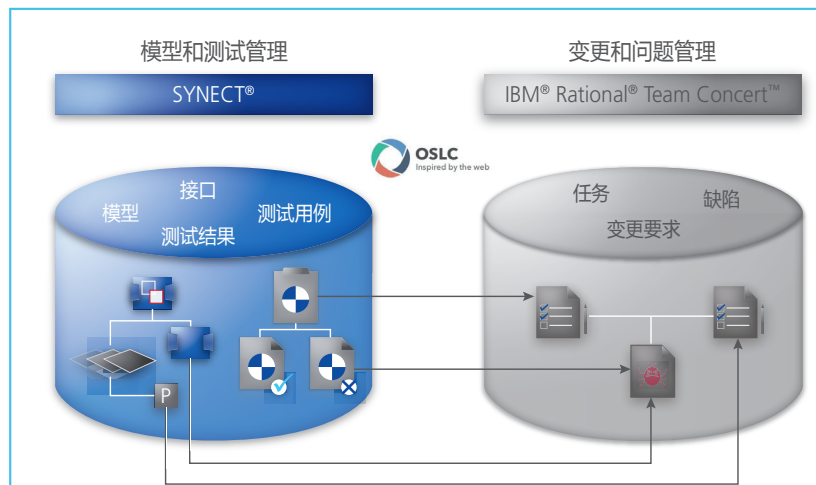 模型和测试管理
变更和问题管理
SYNECT®
IBM® Rational® Team Concert™
OSLC
Inspired by the web
接口
模型
测试用例
测试结果
任务
缺陷
变更要求
P